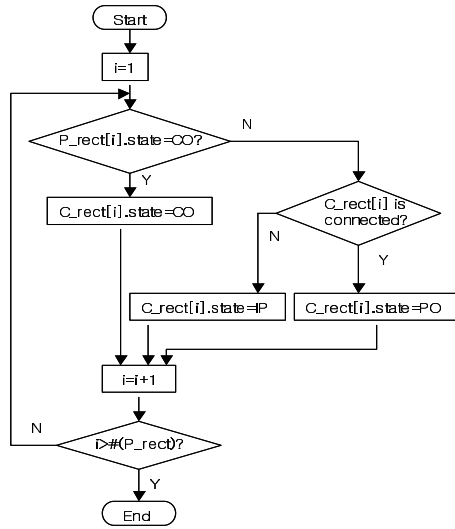 Start
i=1
P_rect[i].state=CO?
N
Y
C_rect[i].state=CO
C_rect[i] is
connected?
N
Y
C_rect[i].state=IP
C_rect[i].state=PO
i=i+1
N
i>#(P_rect)?
Y
End